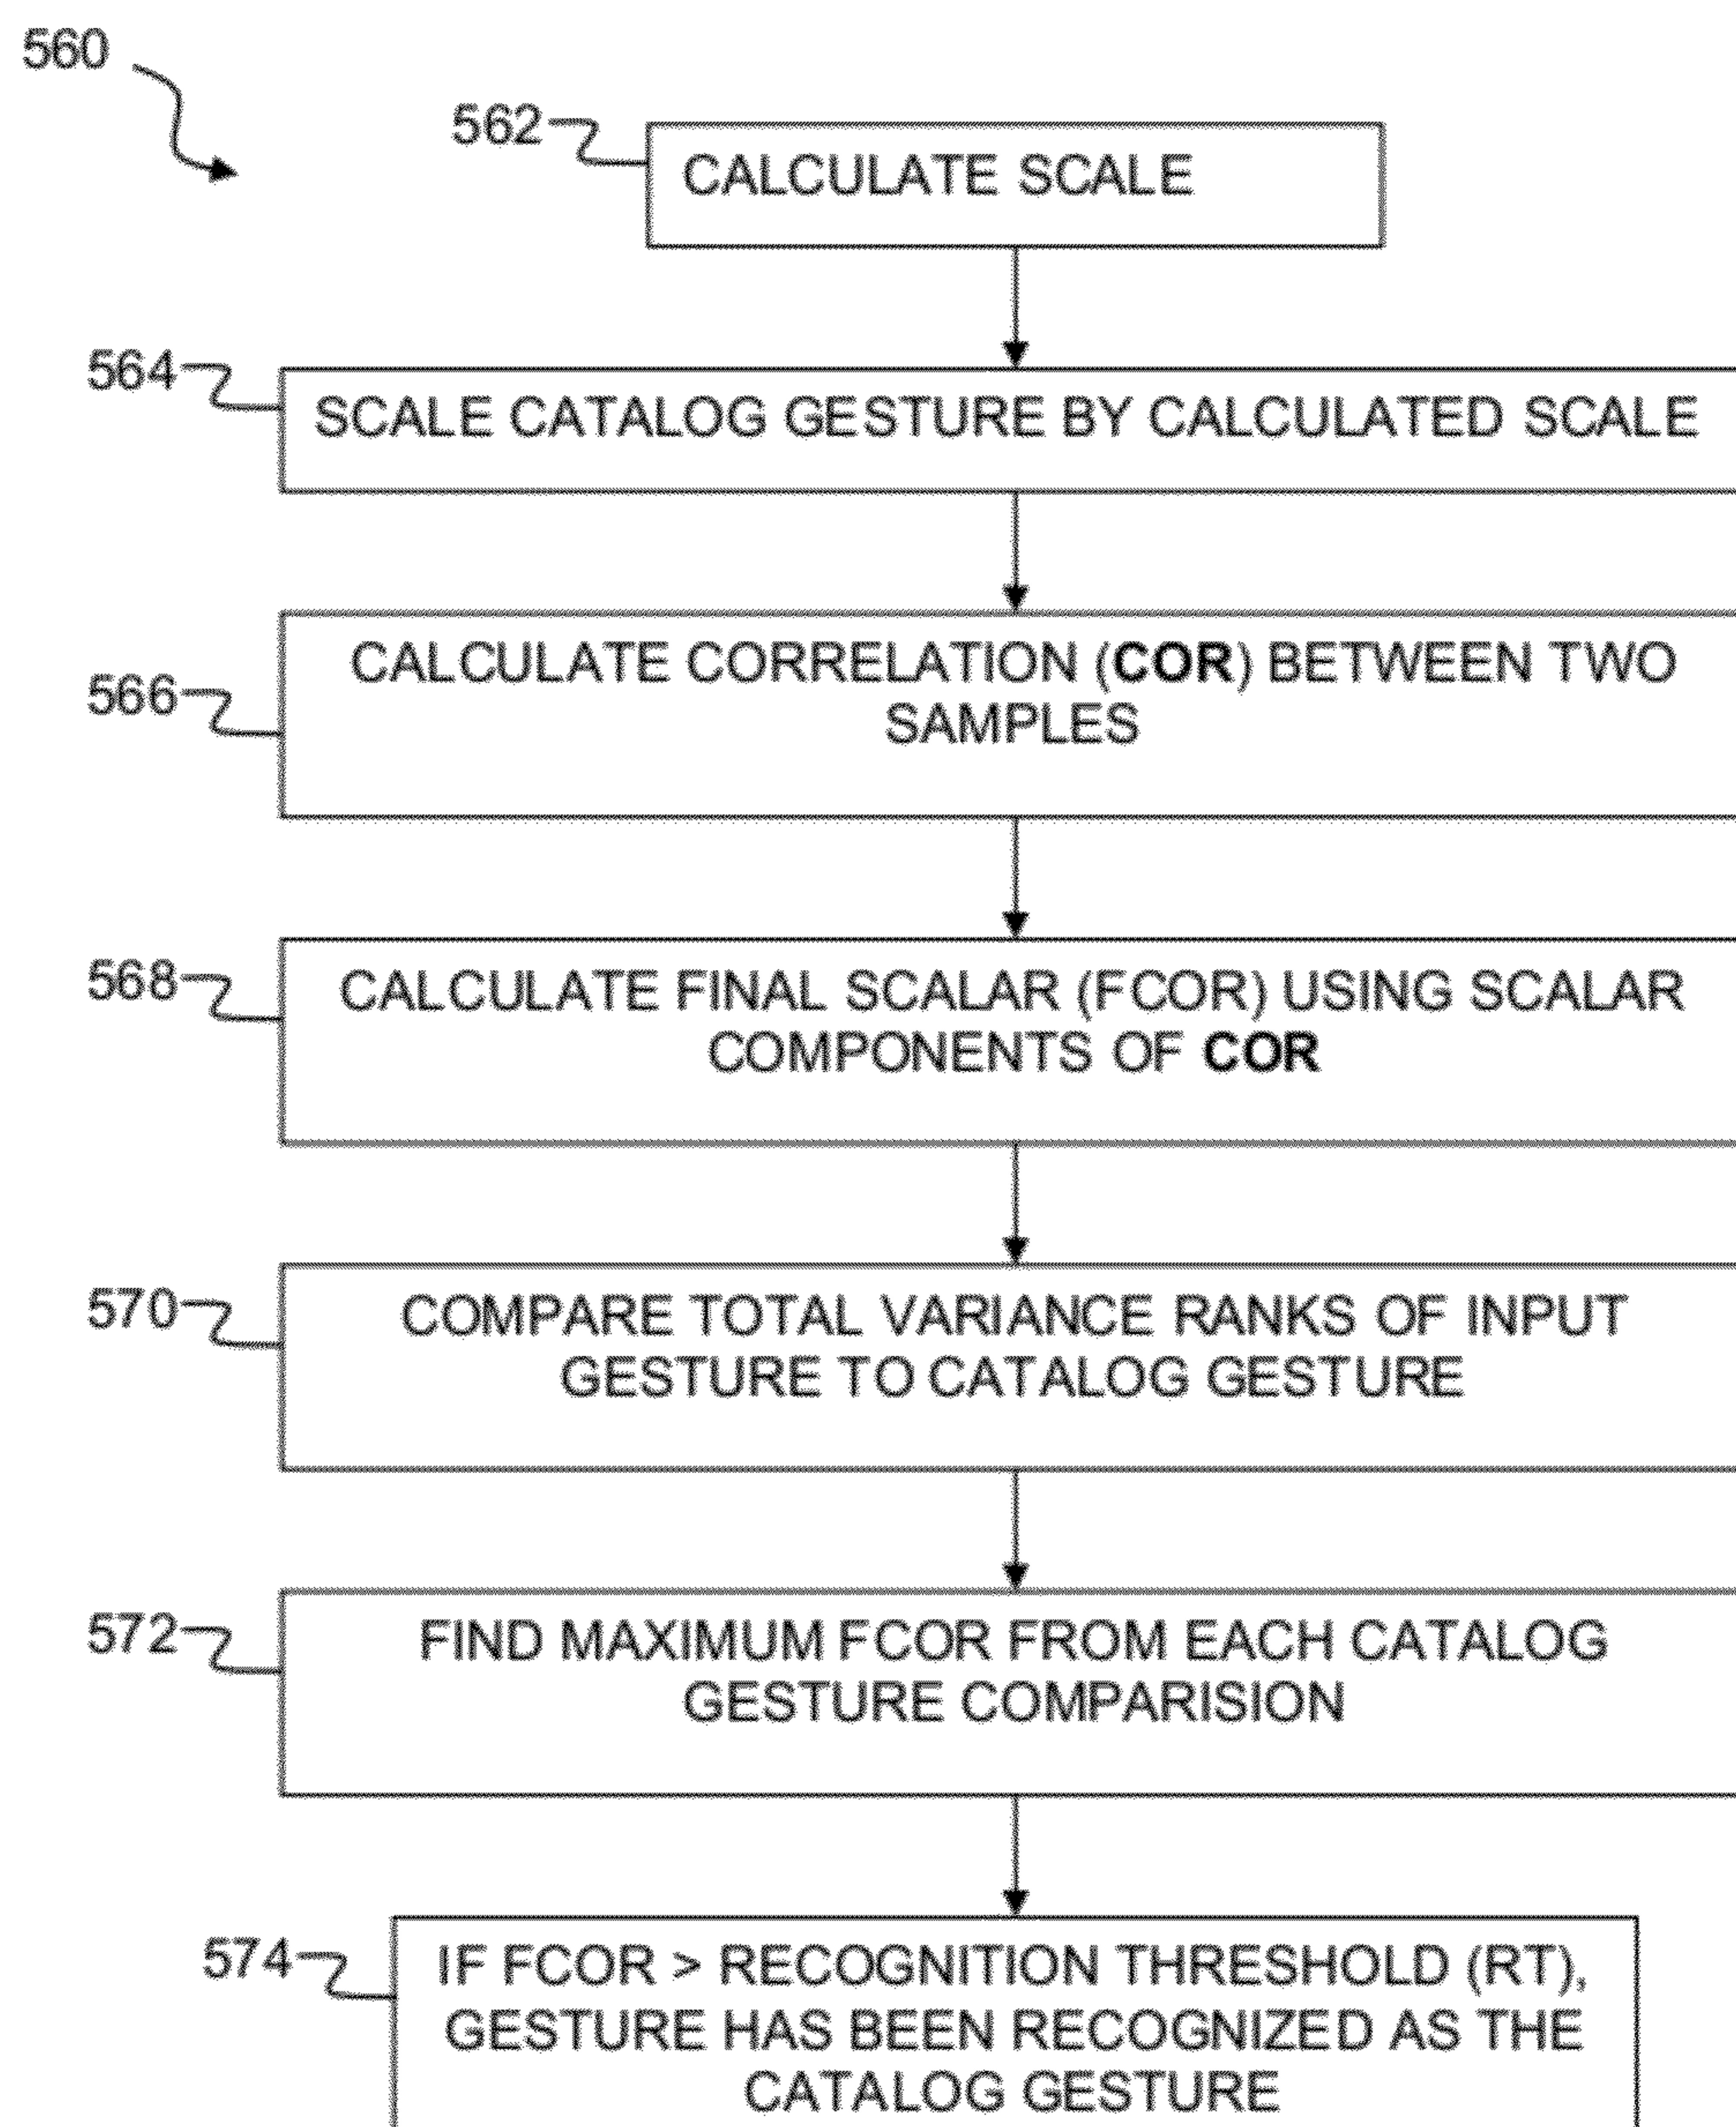 560
562
CALCULATE SCALE
564
SCALE CATALOG GESTURE BY CALCULATED SCALE
566
CALCULATE CORRELATION (COR) BETWEEN TWO
SAMPLES
568
CALCULATE FINAL SCALAR (FCOR) USING SCALAR
COMPONENTS OF COR
570
COMPARE TOTAL VARIANCE RANKS OF INPUT
GESTURE TO CATALOG GESTURE
572
FIND MAXIMUM FCOR FROM EACH CATALOG
GESTURE COMPARISION
574
IF FCOR > RECOGNITION THRESHOLD (RT),
GESTURE HAS BEEN RECOGNIZED AS THE
CATALOG GESTURE